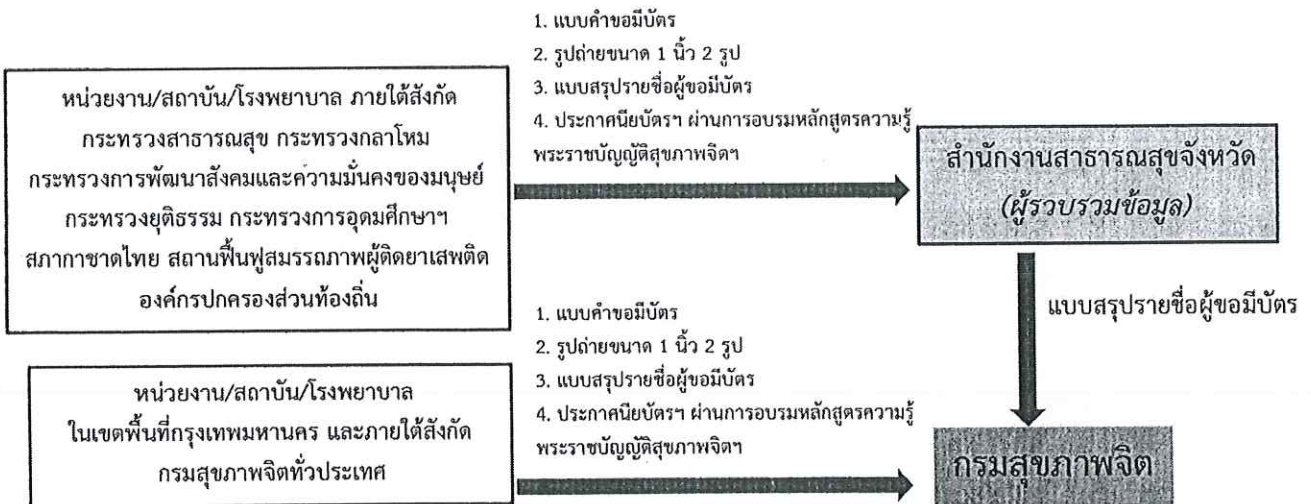 1. แบบคำขอมีบัตร
2. รูปถ่ายขนาด 1 นิ้ว 2 รูป
3. แบบสรุปรายชื่อผู้ขอมีบัตร
4. ประกาศนียบัตรฯ ผ่านการอบรมหลักสูตรความรู้
พระราชบัญญัติสุขภาพจิตฯ
หน่วยงาน/สถาบัน/โรงพยาบาล ภายใต้สังกัด
กระทรวงสาธารณสุข กระทรวงกลาโหม
กระทรวงการพัฒนาสังคมและความมั่นคงของมนุษย์
กระทรวงยุติธรรม กระทรวงการอุดมศึกษาฯ
สภากาชาดไทย สถานฟื้นฟูสมรรถภาพผู้ติดยาเสพติด
องค์กรปกครองส่วนท้องถิ่น
สำนักงานสาธารณสุขจังหวัด
(ผู้รวบรวมข้อมูล)
แบบสรุปรายชื่อผู้ขอมีบัตร
1. แบบคำขอมีบัตร
2. รูปถ่ายขนาด 1 นิ้ว 2 รูป
3. แบบสรุปรายชื่อผู้ขอมีบัตร
4. ประกาศนียบัตรฯ ผ่านการอบรมหลักสูตรความรู้
พระราชบัญญัติสุขภาพจิตฯ
หน่วยงาน/สถาบัน/โรงพยาบาล
ในเขตพื้นที่กรุงเทพมหานคร และภายใต้สังกัด
กรมสุขภาพจิตทั่วประเทศ
กรมสุขภาพจิต